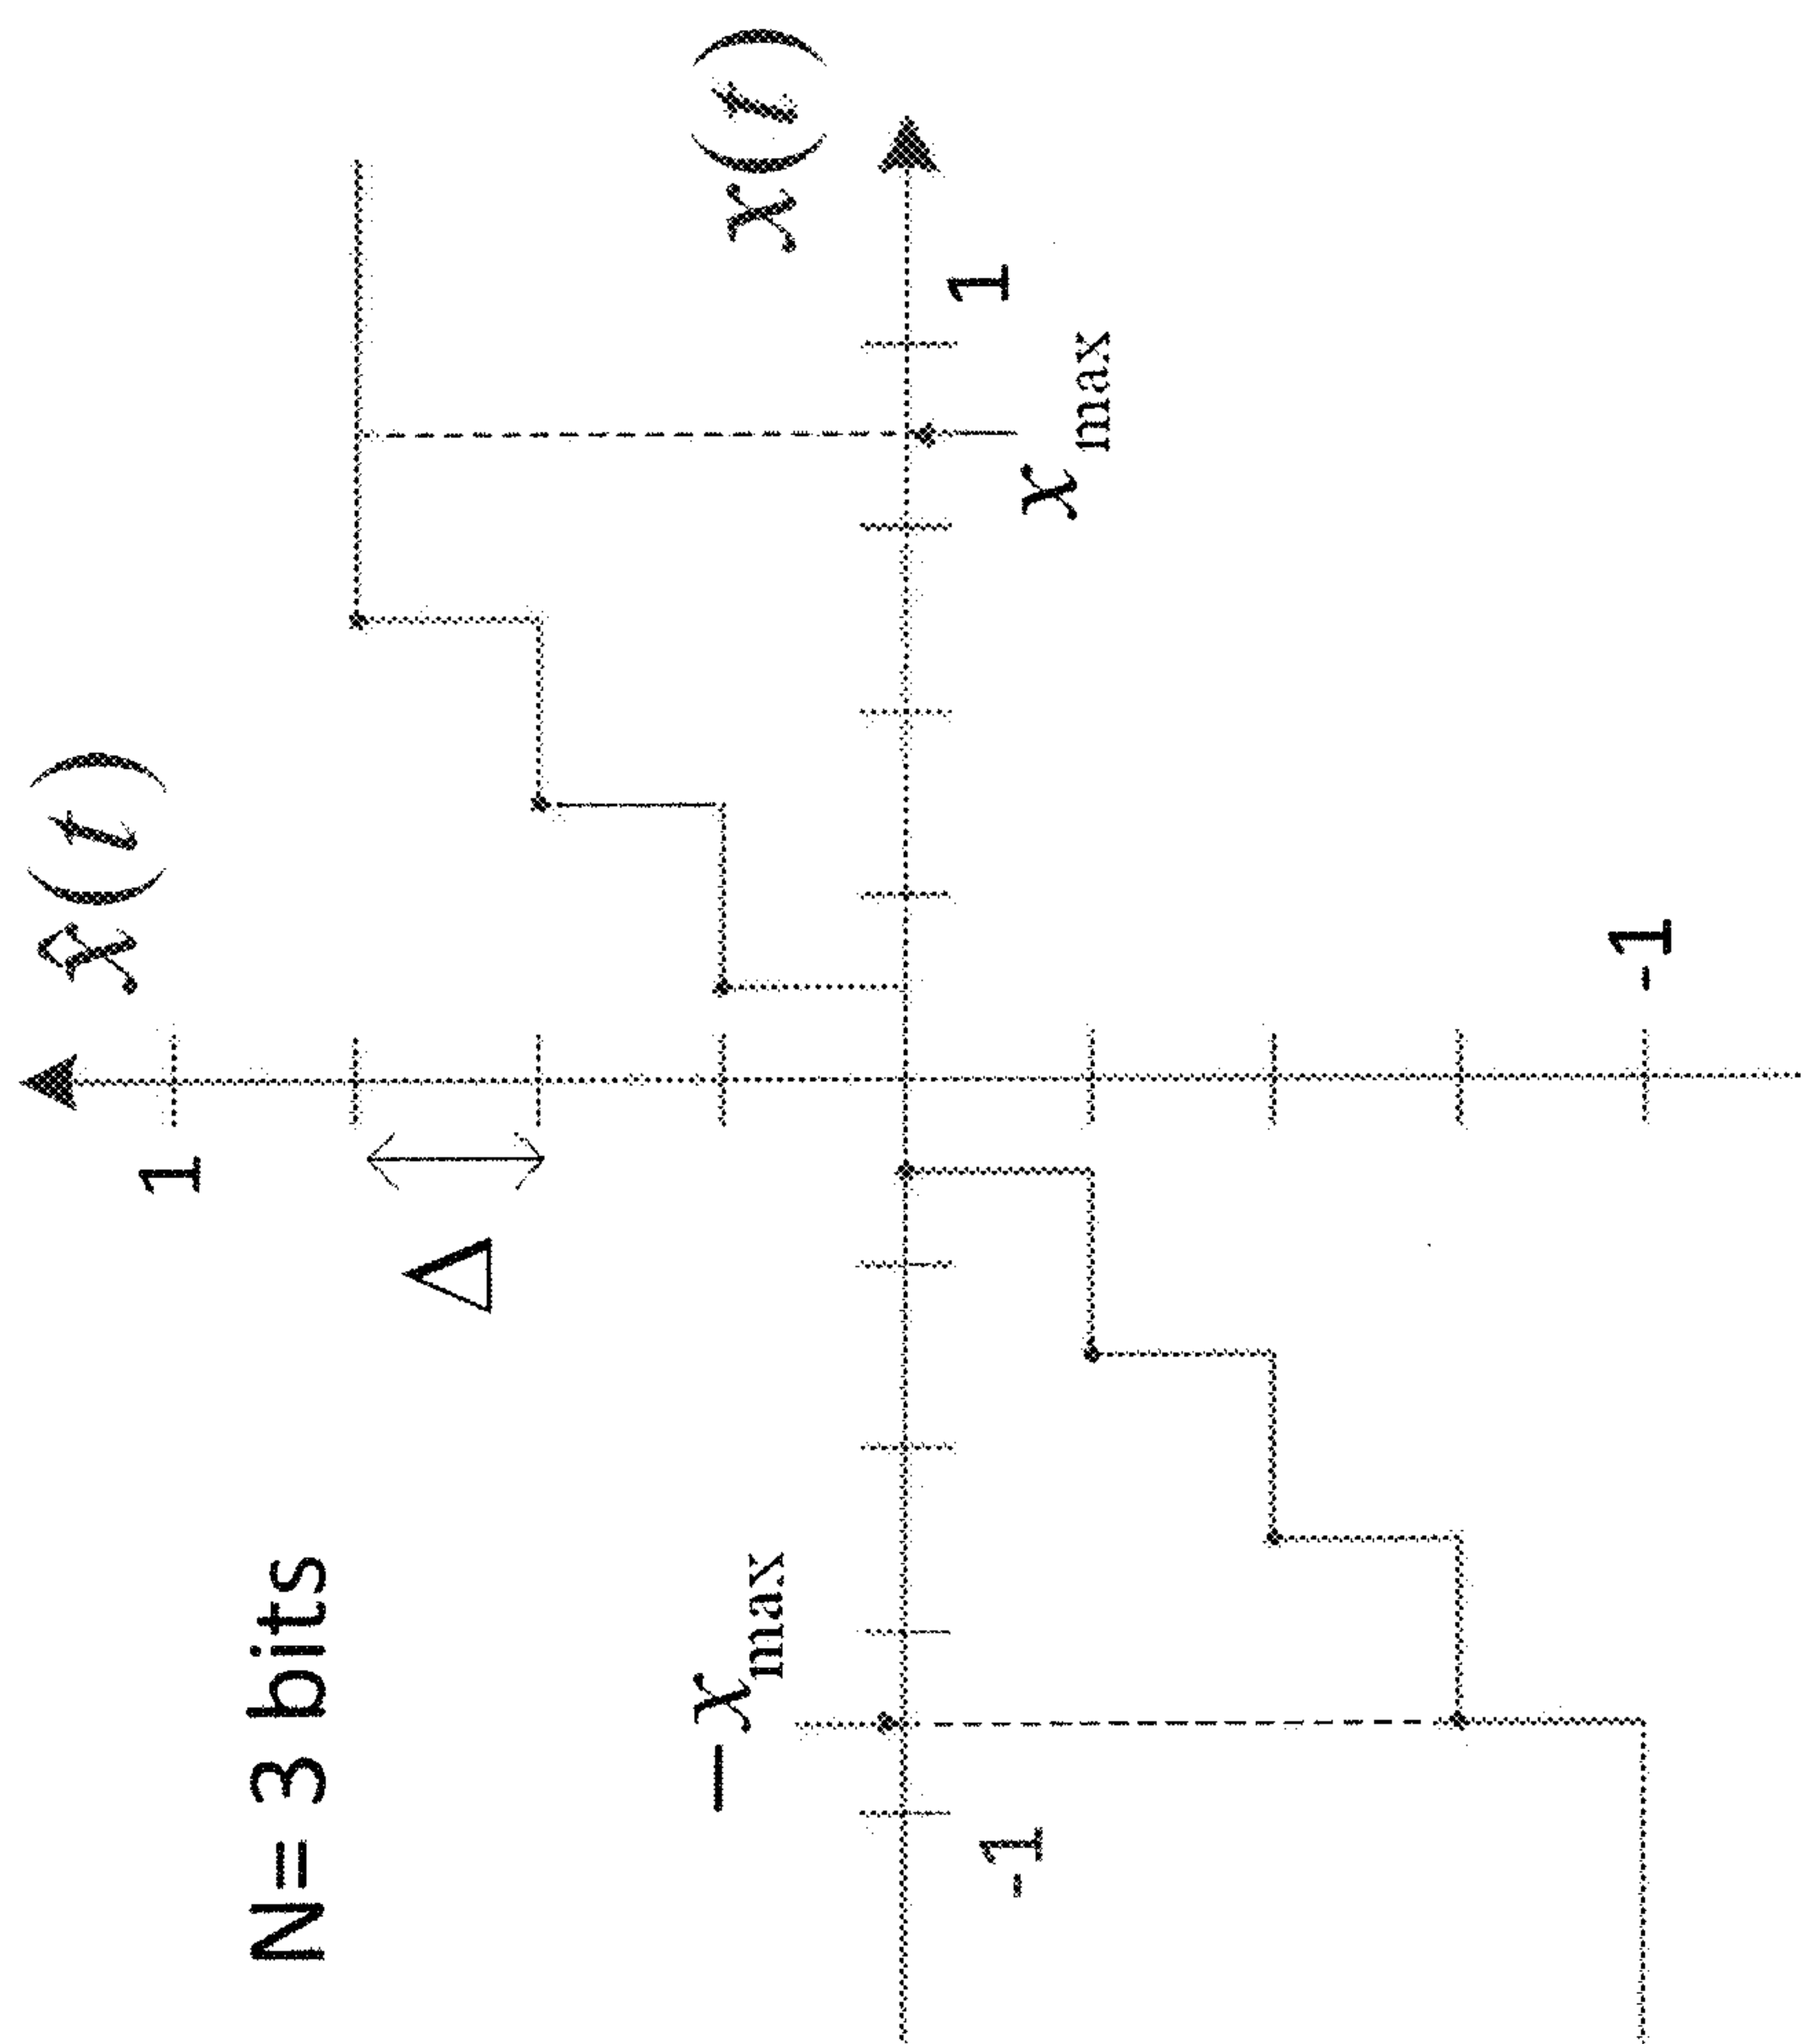 N= 3 bits
x̂(t)
1
Δ
−x_max
-1
x(t)
1
x_max
-1